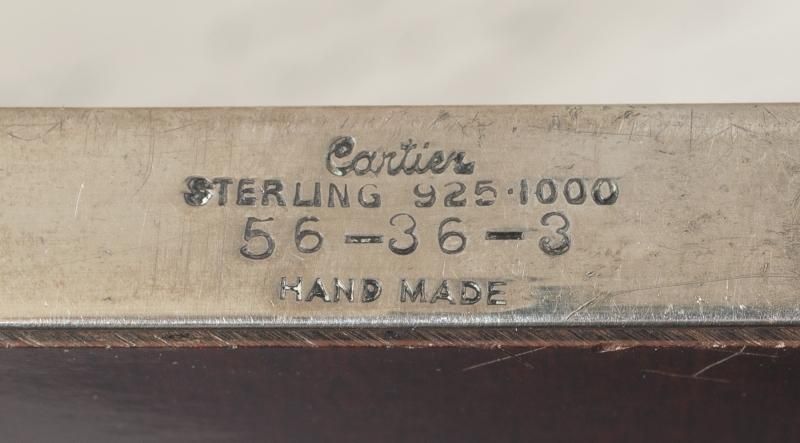 Cartier
STERLING 925·1000
56-36-3
HAND MADE